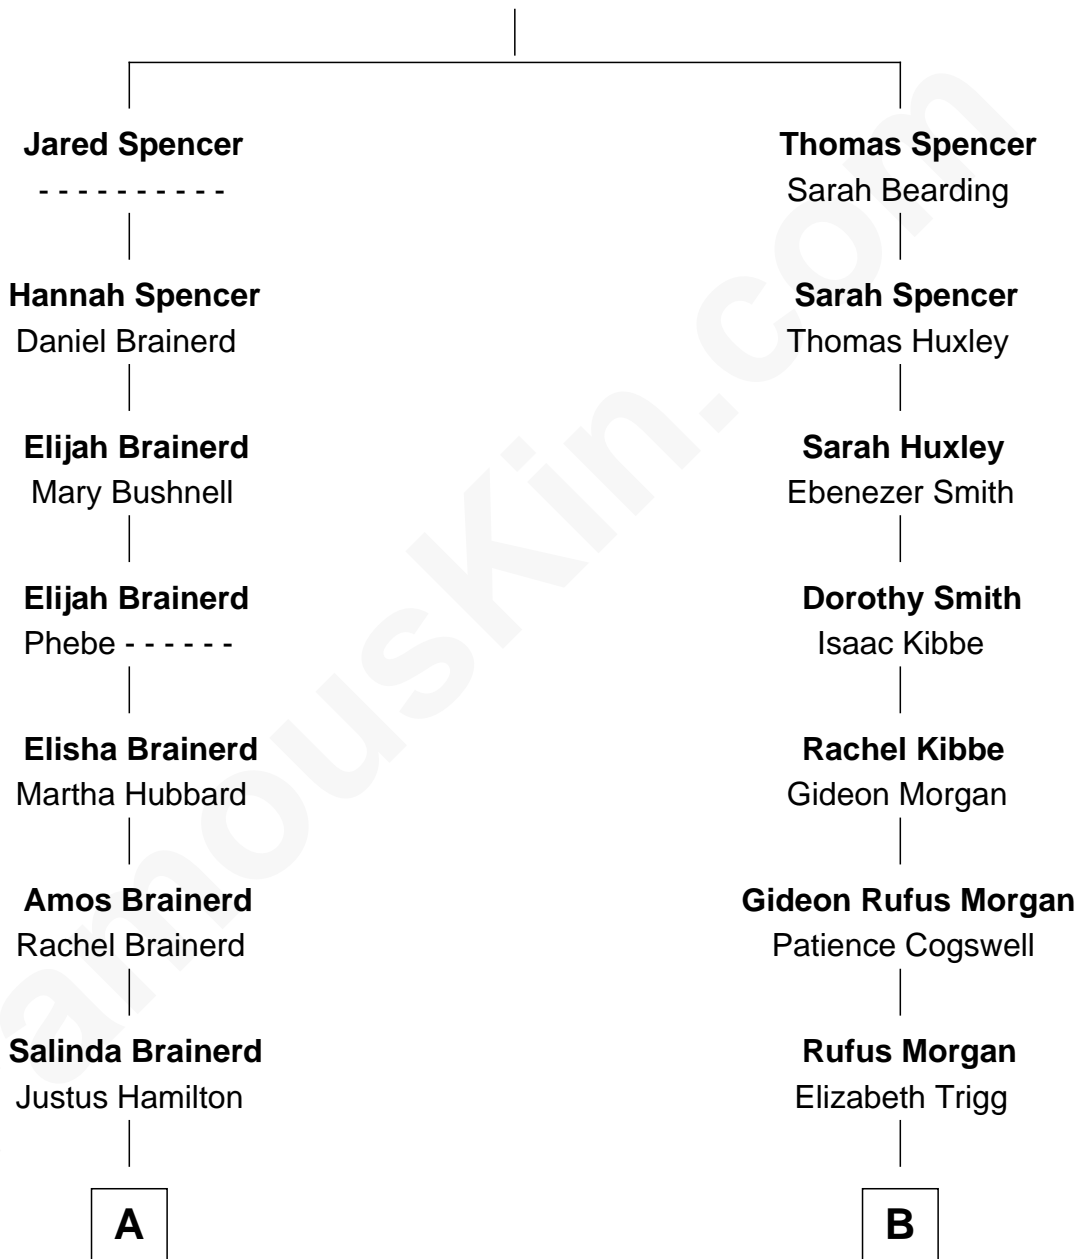 Jared Spencer
- - - - - - - - - -
Hannah Spencer
Daniel Brainerd
Elijah Brainerd
Mary Bushnell
Elijah Brainerd
Phebe - - - - - -
Elisha Brainerd
Martha Hubbard
Amos Brainerd
Rachel Brainerd
Salinda Brainerd
Justus Hamilton
A
Thomas Spencer
Sarah Bearding
Sarah Spencer
Thomas Huxley
Sarah Huxley
Ebenezer Smith
Dorothy Smith
Isaac Kibbe
Rachel Kibbe
Gideon Morgan
Gideon Rufus Morgan
Patience Cogswell
Rufus Morgan
Elizabeth Trigg
B
amousKin.com